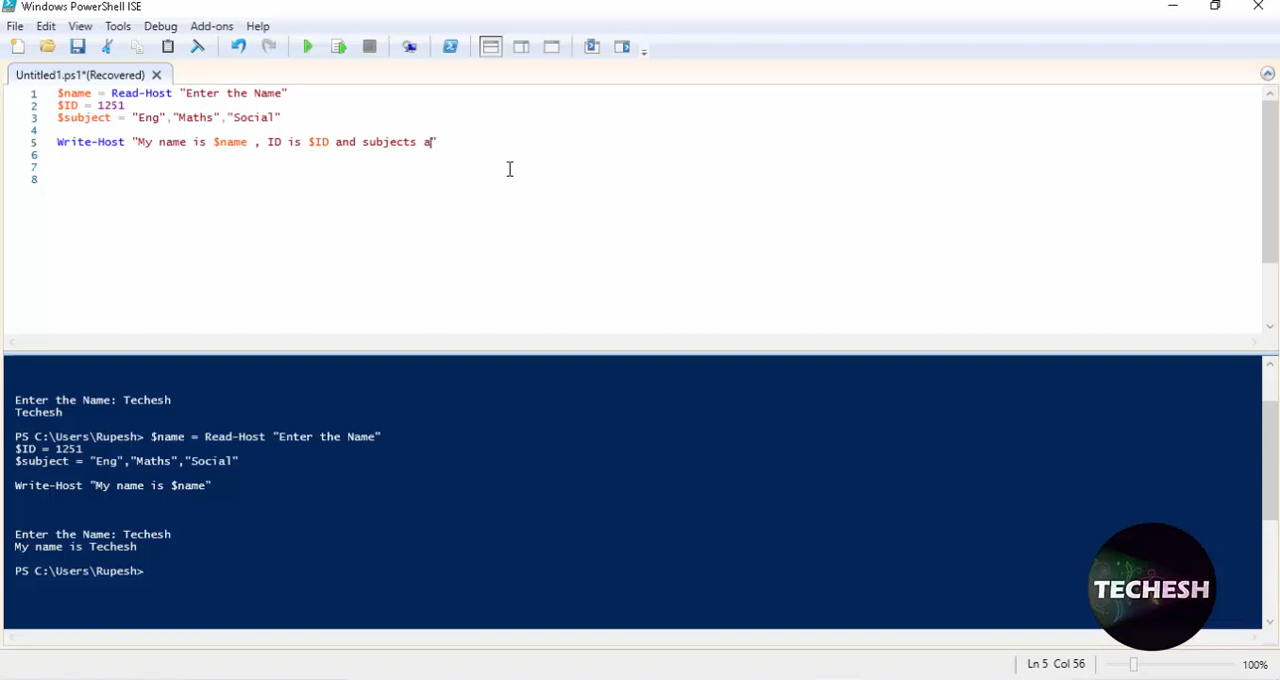 Windows PowerShell ISE
File Edit View Tools Debug Add-ons Help
Untitled1.ps1*(Recovered)
1 $name = Read-Host "Enter the Name"
2 $ID = 1251
3 $subject = "Eng","Maths","Social"
4
5 Write-Host "My name is $name , ID is $ID and subjects a"
6
7
8
Enter the Name: Techesh
Techesh
PS C:\Users\Rupesh> $name = Read-Host "Enter the Name"
$ID = 1251
$subject = "Eng","Maths","Social"
Write-Host "My name is $name"
Enter the Name: Techesh
My name is Techesh
PS C:\Users\Rupesh>
TECHESH
Ln 5 Col 56 100%